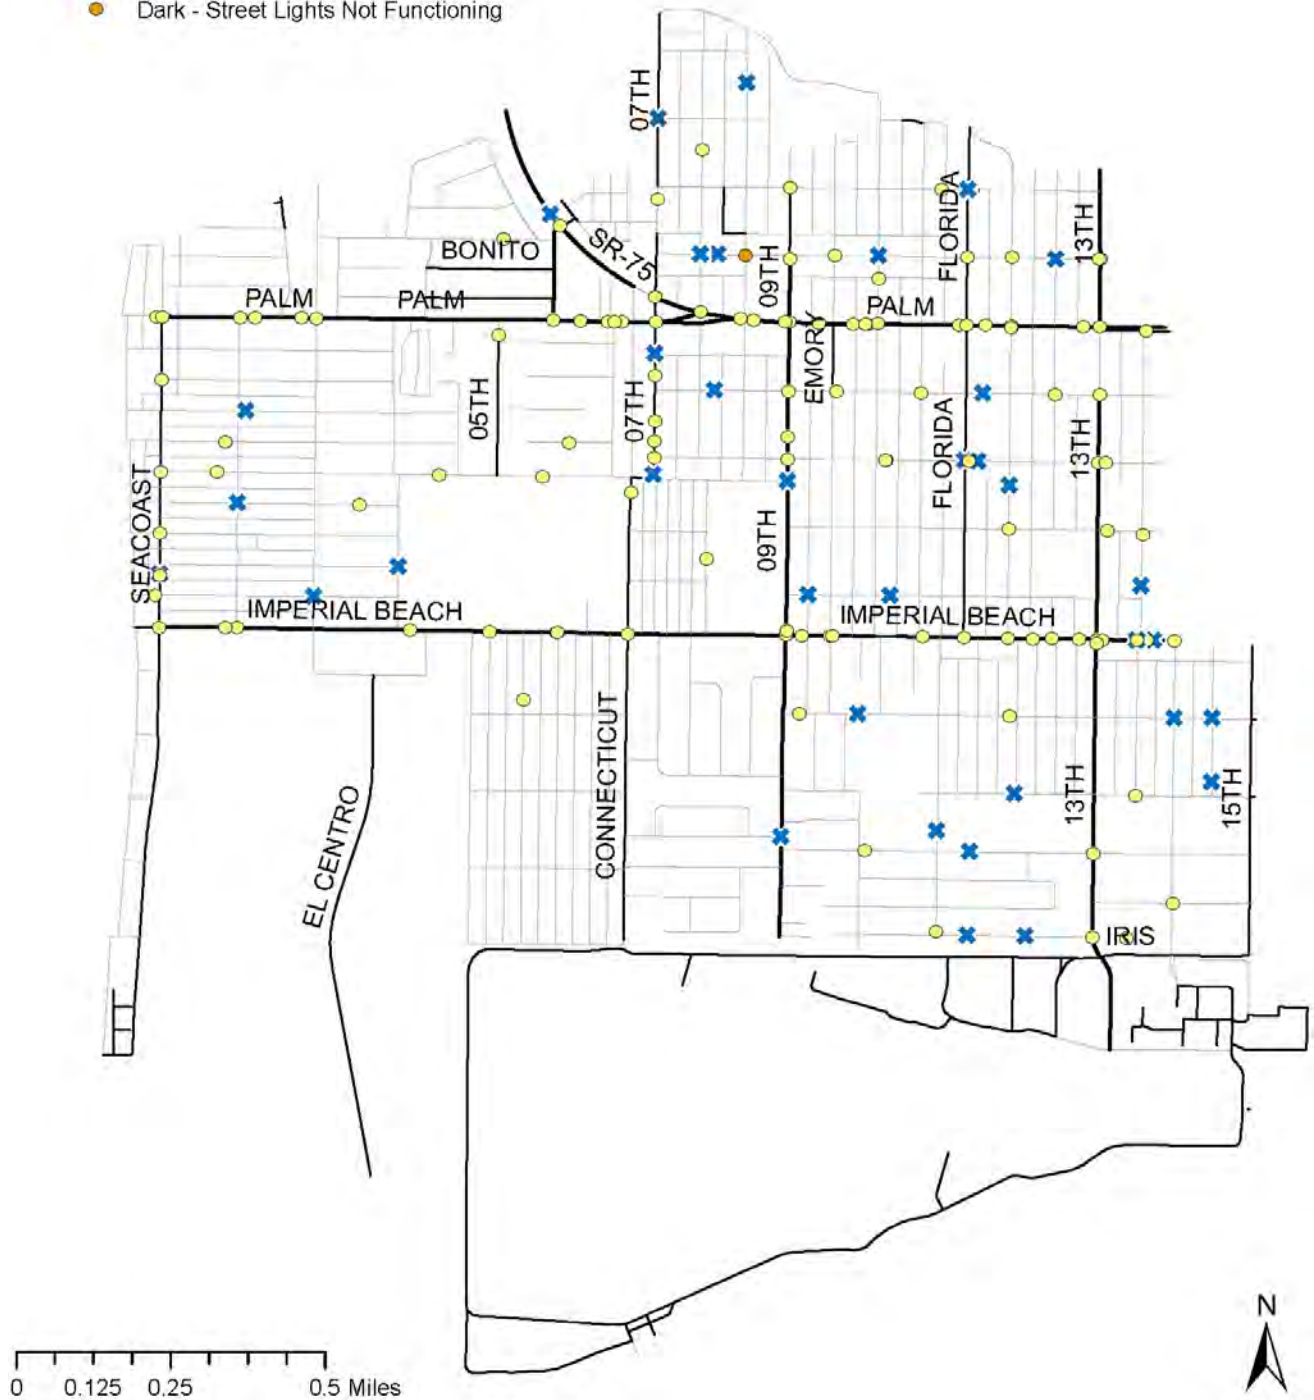 Dark - Street Lights Not Functioning
07TH
FLORIDA
13TH
BONITO
SR-75
09TH
PALM
PALM
PALM
EMORY
05TH
07TH
FLORIDA
13TH
SEACOAST
09TH
IMPERIAL BEACH
IMPERIAL BEACH
CONNECTICUT
13TH
15TH
EL CENTRO
IRIS
N
0 0.125 0.25 0.5 Miles